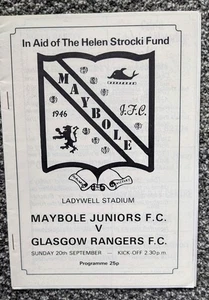 In Aid of The Helen Strocki Fund
MAYBOLE
1946
J.F.C.
LADYWELL STADIUM
MAYBOLE JUNIORS F.C.
V
GLASGOW RANGERS F.C.
SUNDAY 20th SEPTEMBER — KICK-OFF 2.30 p.m.
Programme 25p